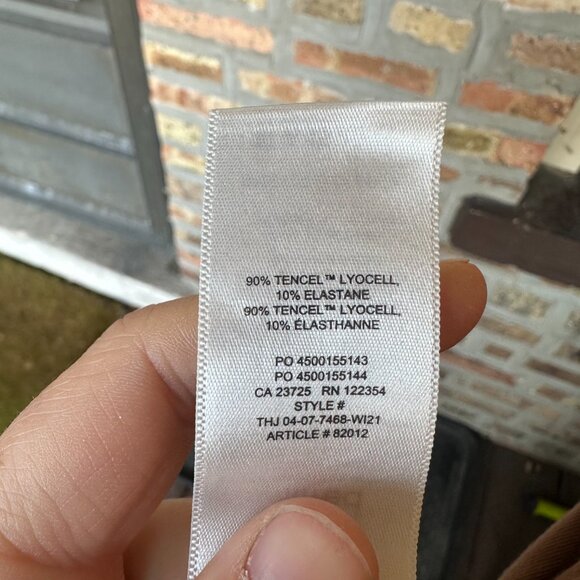 90% TENCEL™ LYOCELL,
10% ELASTANE
90% TENCEL™ LYOCELL,
10% ÉLASTHANNE
PO 4500155143
PO 4500155144
CA 23725 RN 122354
STYLE #
THJ 04-07-7468-WI21
ARTICLE # 82012